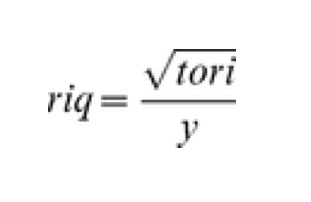 riq = √tori / y